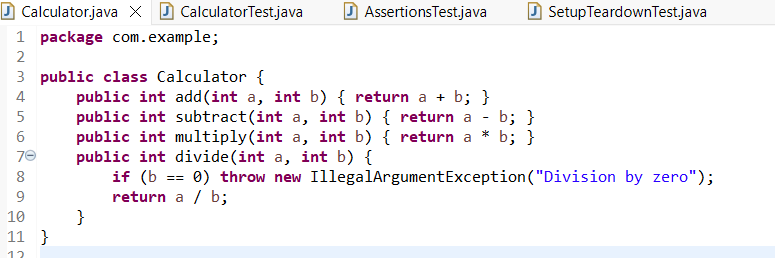 Calculator.java CalculatorTest.java AssertionsTest.java SetupTeardownTest.java
1 package com.example;
2
3 public class Calculator {
4     public int add(int a, int b) { return a + b; }
5     public int subtract(int a, int b) { return a - b; }
6     public int multiply(int a, int b) { return a * b; }
7     public int divide(int a, int b) {
8         if (b == 0) throw new IllegalArgumentException("Division by zero");
9         return a / b;
10     }
11 }
12